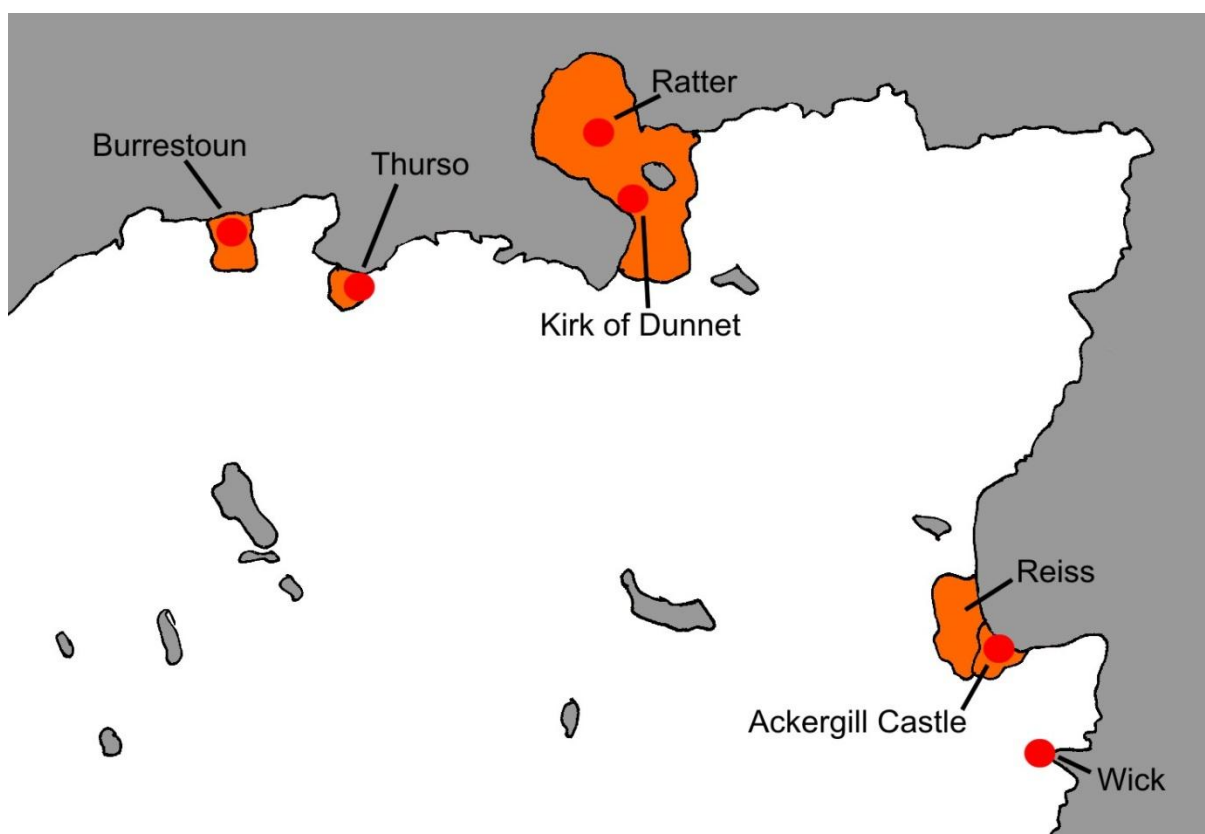 Ratter
Burrestoun
Thurso
Kirk of Dunnet
Reiss
Ackergill Castle
Wick